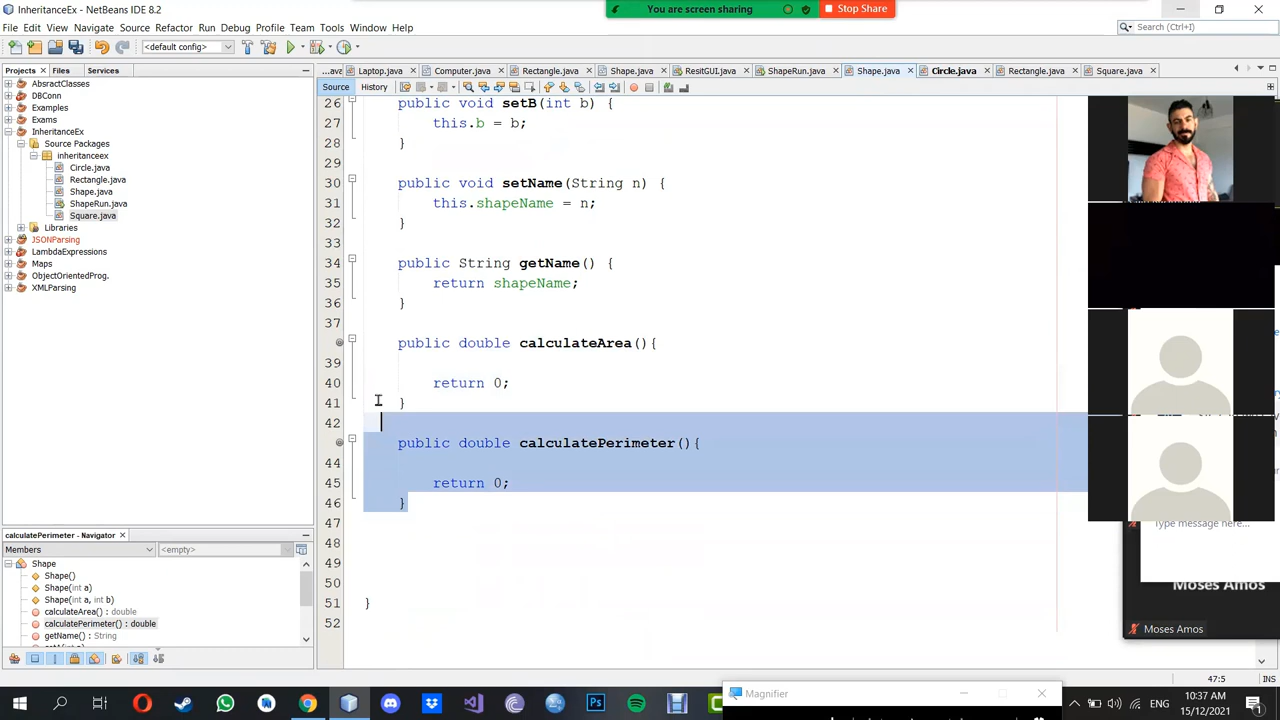 InheritanceEx - NetBeans IDE 8.2
You are screen sharing
Stop Share
File Edit View Navigate Source Refactor Run Debug Profile Team Tools Window Help
Search (Ctrl+I)
<default config>
Projects Files Services
...ava Laptop.java Computer.java Rectangle.java Shape.java ResitGUI.java ShapeRun.java Shape.java Circle.java Rectangle.java Square.java
Source History
AbstractClasses
DBConn
Examples
Exams
InheritanceEx
Source Packages
inheritanceex
Circle.java
Rectangle.java
Shape.java
ShapeRun.java
Square.java
Libraries
JSONParsing
LambdaExpressions
Maps
ObjectOrientedProg.
XMLParsing
26 public void setB(int b) {
27 this.b = b;
28 }
29
30 public void setName(String n) {
31 this.shapeName = n;
32 }
33
34 public String getName() {
35 return shapeName;
36 }
37
public double calculateArea(){
39
40 return 0;
41 }
42
public double calculatePerimeter(){
44
45 return 0;
46 }
47
48
49
50
51 }
52
calculatePerimeter - Navigator
Members <empty>
Shape
Shape()
Shape(int a)
Shape(int a, int b)
calculateArea() : double
calculatePerimeter() : double
getName() : String
Type message here...
Moses Amos
Moses Amos
47:5 INS
Magnifier
ENG
10:37 AM
15/12/2021